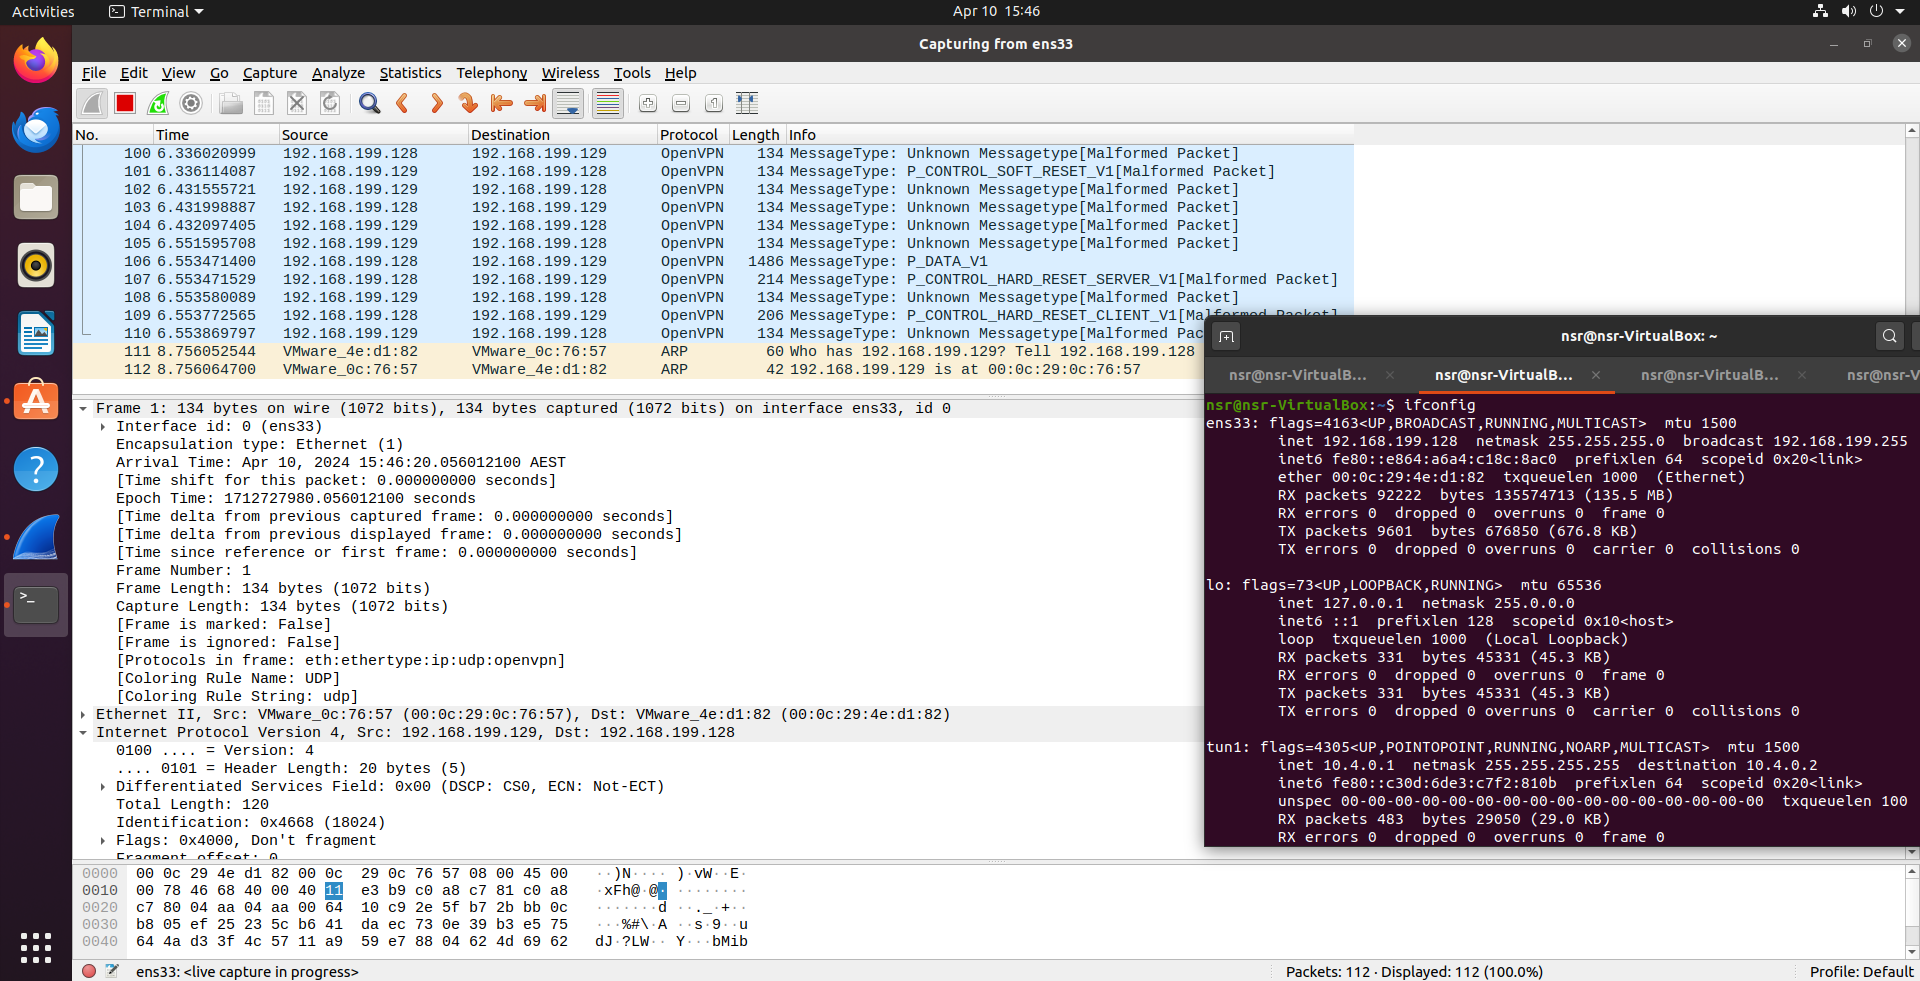 Activities Terminal Apr 10 15:46
Capturing from ens33
File Edit View Go Capture Analyze Statistics Telephony Wireless Tools Help
No. Time Source Destination Protocol Length Info
100 6.336020999 192.168.199.128 192.168.199.129 OpenVPN 134 MessageType: Unknown Messagetype[Malformed Packet]
101 6.336114087 192.168.199.129 192.168.199.128 OpenVPN 134 MessageType: P_CONTROL_SOFT_RESET_V1[Malformed Packet]
102 6.431555721 192.168.199.129 192.168.199.128 OpenVPN 134 MessageType: Unknown Messagetype[Malformed Packet]
103 6.431998887 192.168.199.128 192.168.199.129 OpenVPN 134 MessageType: Unknown Messagetype[Malformed Packet]
104 6.432097405 192.168.199.129 192.168.199.128 OpenVPN 134 MessageType: Unknown Messagetype[Malformed Packet]
105 6.551595708 192.168.199.129 192.168.199.128 OpenVPN 134 MessageType: Unknown Messagetype[Malformed Packet]
106 6.553471400 192.168.199.128 192.168.199.129 OpenVPN 1486 MessageType: P_DATA_V1
107 6.553471529 192.168.199.128 192.168.199.129 OpenVPN 214 MessageType: P_CONTROL_HARD_RESET_SERVER_V1[Malformed Packet]
108 6.553580089 192.168.199.129 192.168.199.128 OpenVPN 134 MessageType: Unknown Messagetype[Malformed Packet]
109 6.553772565 192.168.199.128 192.168.199.129 OpenVPN 206 MessageType: P_CONTROL_HARD_RESET_CLIENT_V1[Malformed Packet]
110 6.553869797 192.168.199.129 192.168.199.128 OpenVPN 134 MessageType: Unknown Messagetype[Malformed Pac
111 8.756052544 VMware_4e:d1:82 VMware_0c:76:57 ARP 60 Who has 192.168.199.129? Tell 192.168.199.128
112 8.756064700 VMware_0c:76:57 VMware_4e:d1:82 ARP 42 192.168.199.129 is at 00:0c:29:0c:76:57
Frame 1: 134 bytes on wire (1072 bits), 134 bytes captured (1072 bits) on interface ens33, id 0
Interface id: 0 (ens33)
Encapsulation type: Ethernet (1)
Arrival Time: Apr 10, 2024 15:46:20.056012100 AEST
[Time shift for this packet: 0.000000000 seconds]
Epoch Time: 1712727980.056012100 seconds
[Time delta from previous captured frame: 0.000000000 seconds]
[Time delta from previous displayed frame: 0.000000000 seconds]
[Time since reference or first frame: 0.000000000 seconds]
Frame Number: 1
Frame Length: 134 bytes (1072 bits)
Capture Length: 134 bytes (1072 bits)
[Frame is marked: False]
[Frame is ignored: False]
[Protocols in frame: eth:ethertype:ip:udp:openvpn]
[Coloring Rule Name: UDP]
[Coloring Rule String: udp]
Ethernet II, Src: VMware_0c:76:57 (00:0c:29:0c:76:57), Dst: VMware_4e:d1:82 (00:0c:29:4e:d1:82)
Internet Protocol Version 4, Src: 192.168.199.129, Dst: 192.168.199.128
0100 .... = Version: 4
.... 0101 = Header Length: 20 bytes (5)
Differentiated Services Field: 0x00 (DSCP: CS0, ECN: Not-ECT)
Total Length: 120
Identification: 0x4668 (18024)
Flags: 0x4000, Don't fragment
Fragment offset: 0
0000 00 0c 29 4e d1 82 00 0c 29 0c 76 57 08 00 45 00 ··)N···· )·vW··E·
0010 00 78 46 68 40 00 40 11 e3 b9 c0 a8 c7 81 c0 a8 ·xFh@·@· ········
0020 c7 80 04 aa 04 aa 00 64 10 c9 2e 5f b7 2b bb 0c ·······d ··._·+··
0030 b8 05 ef 25 23 5c b6 41 da ec 73 0e 39 b3 e5 75 ···%#\·A ··s·9··u
0040 64 4a d3 3f 4c 57 11 a9 59 e7 88 04 62 4d 69 62 dJ·?LW·· Y···bMib
ens33: <live capture in progress> Packets: 112 · Displayed: 112 (100.0%) Profile: Default
nsr@nsr-VirtualBox: ~
nsr@nsr-VirtualB... nsr@nsr-VirtualB... nsr@nsr-VirtualB... nsr@nsr-V
nsr@nsr-VirtualBox:~$ ifconfig
ens33: flags=4163<UP,BROADCAST,RUNNING,MULTICAST> mtu 1500
inet 192.168.199.128 netmask 255.255.255.0 broadcast 192.168.199.255
inet6 fe80::e864:a6a4:c18c:8ac0 prefixlen 64 scopeid 0x20<link>
ether 00:0c:29:4e:d1:82 txqueuelen 1000 (Ethernet)
RX packets 92222 bytes 135574713 (135.5 MB)
RX errors 0 dropped 0 overruns 0 frame 0
TX packets 9601 bytes 676850 (676.8 KB)
TX errors 0 dropped 0 overruns 0 carrier 0 collisions 0
lo: flags=73<UP,LOOPBACK,RUNNING> mtu 65536
inet 127.0.0.1 netmask 255.0.0.0
inet6 ::1 prefixlen 128 scopeid 0x10<host>
loop txqueuelen 1000 (Local Loopback)
RX packets 331 bytes 45331 (45.3 KB)
RX errors 0 dropped 0 overruns 0 frame 0
TX packets 331 bytes 45331 (45.3 KB)
TX errors 0 dropped 0 overruns 0 carrier 0 collisions 0
tun1: flags=4305<UP,POINTOPOINT,RUNNING,NOARP,MULTICAST> mtu 1500
inet 10.4.0.1 netmask 255.255.255.255 destination 10.4.0.2
inet6 fe80::c30d:6de3:c7f2:810b prefixlen 64 scopeid 0x20<link>
unspec 00-00-00-00-00-00-00-00-00-00-00-00-00-00-00-00 txqueuelen 100
RX packets 483 bytes 29050 (29.0 KB)
RX errors 0 dropped 0 overruns 0 frame 0